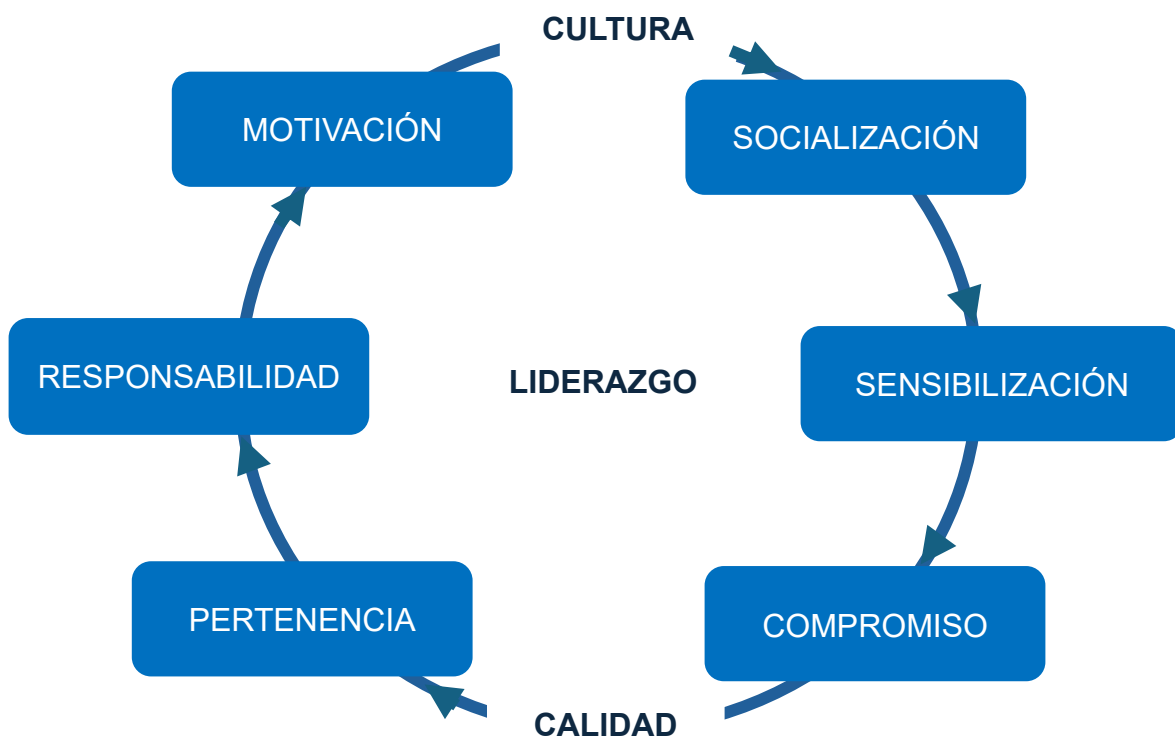 CULTURA
MOTIVACIÓN
SOCIALIZACIÓN
RESPONSABILIDAD
LIDERAZGO
SENSIBILIZACIÓN
PERTENENCIA
COMPROMISO
CALIDAD